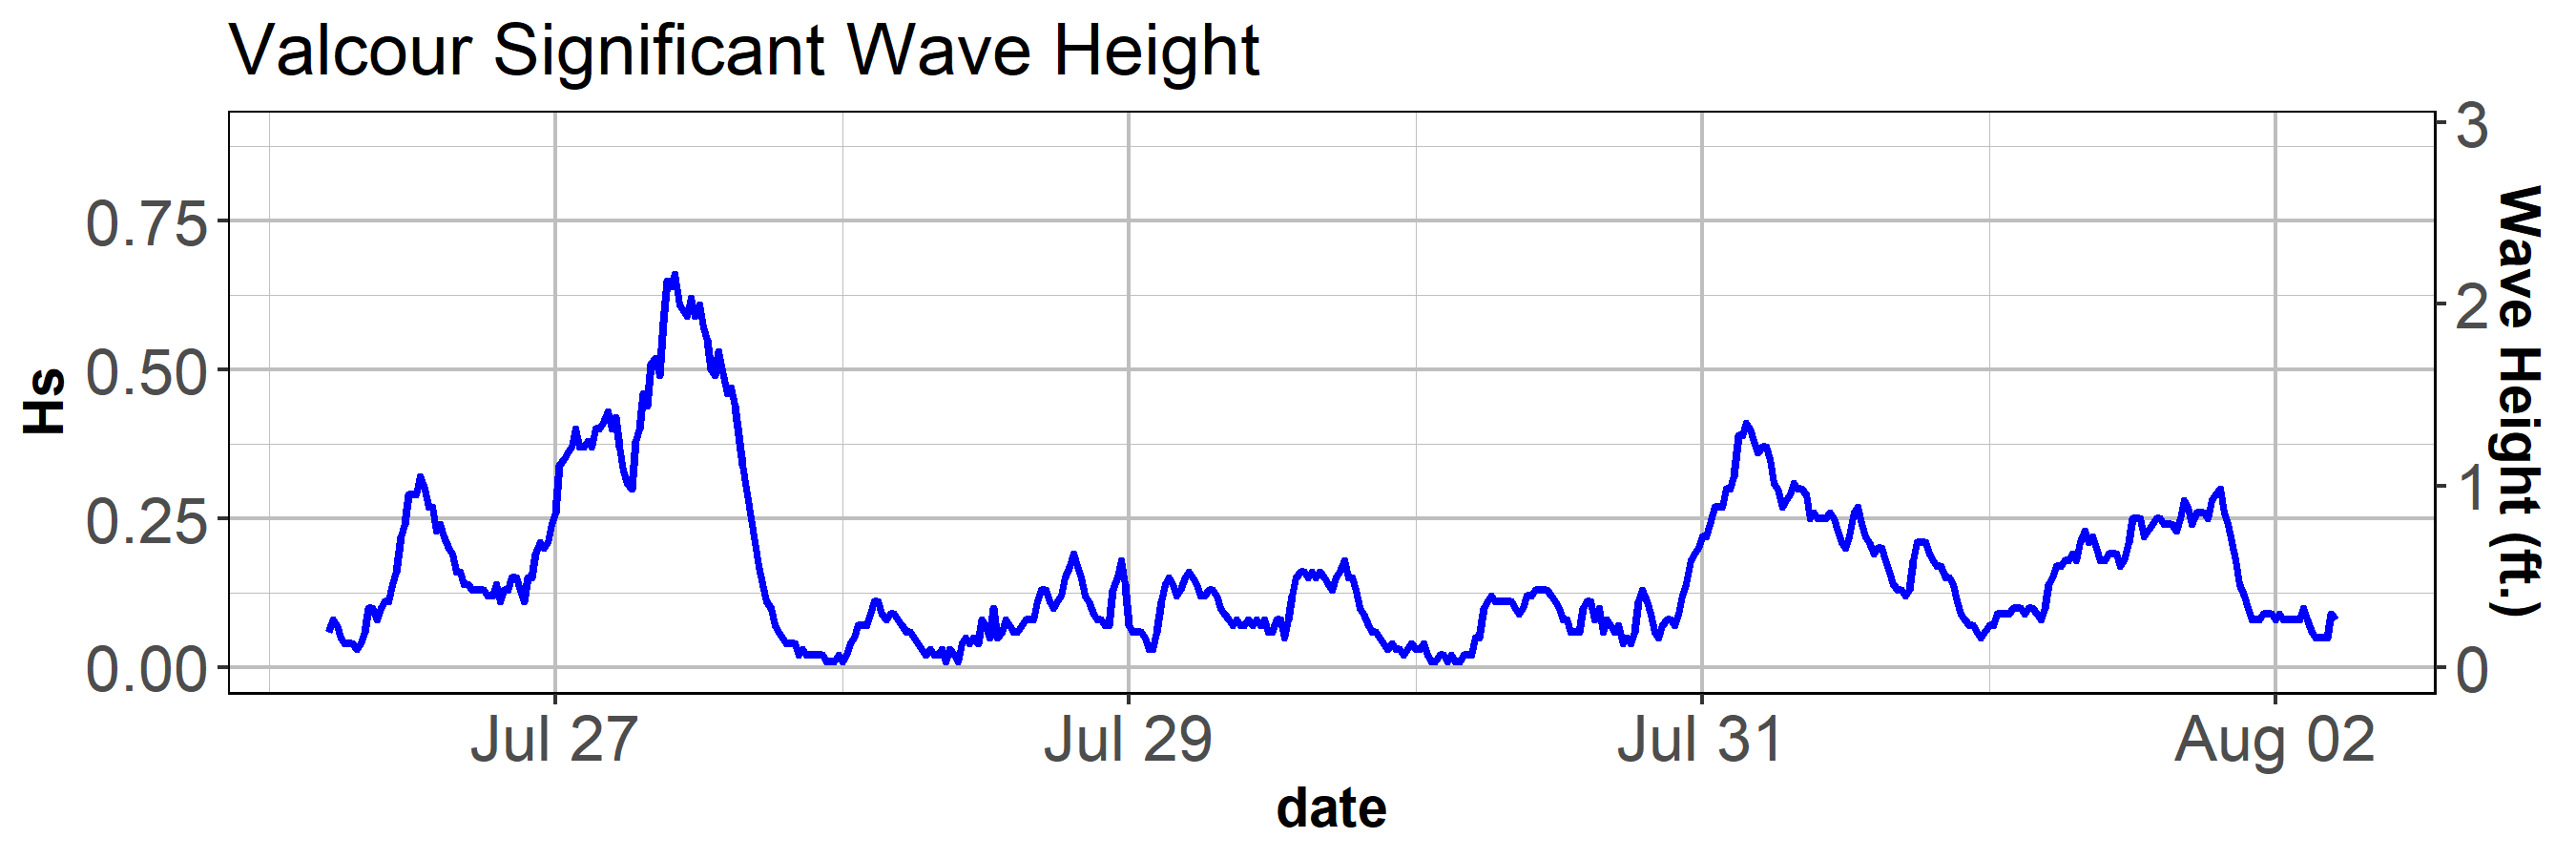 Valcour Significant Wave Height
Hs
0.75
0.50
0.25
0.00
3
2
1
0
Wave Height (ft.)
Jul 27 Jul 29 Jul 31 Aug 02
date